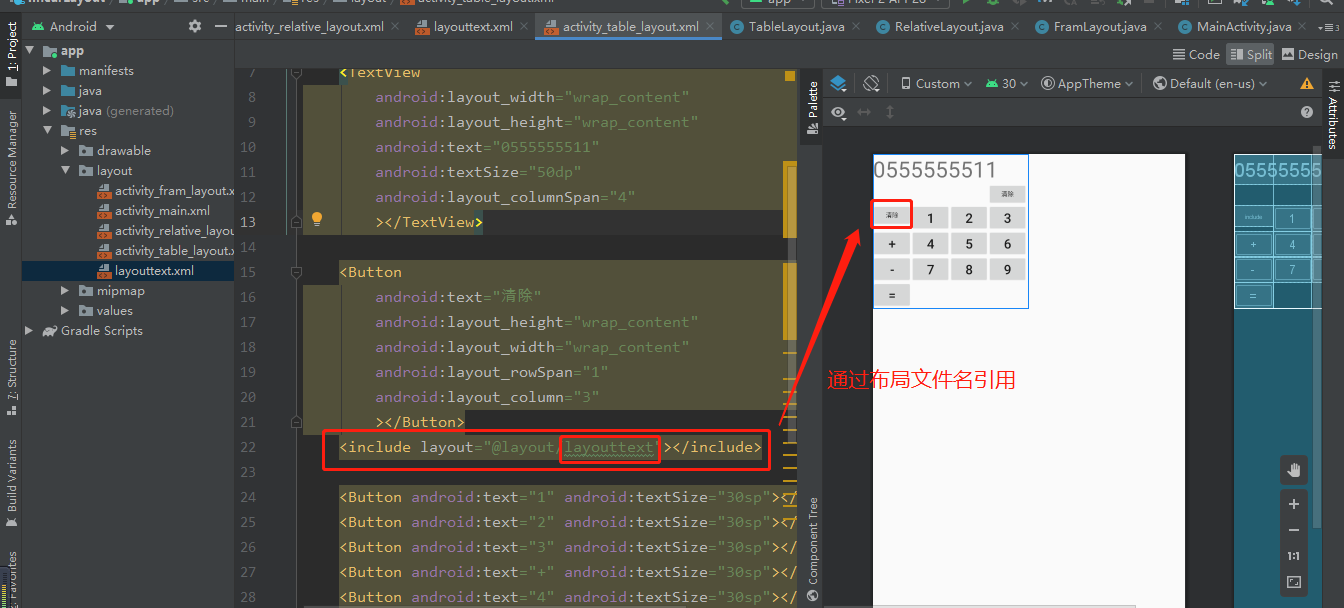 Android
activity_relative_layout.xml
layouttext.xml
activity_table_layout.xml
TableLayout.java
RelativeLayout.java
FramLayout.java
MainActivity.java
Code
Split
Design
1: Project
Resource Manager
7: Structure
Build Variants
Favorites
app
manifests
java
java (generated)
res
drawable
layout
activity_fram_layout.x
activity_main.xml
activity_relative_layou
activity_table_layout.x
layouttext.xml
mipmap
values
Gradle Scripts
7 <TextView
8 android:layout_width="wrap_content"
9 android:layout_height="wrap_content"
10 android:text="0555555511"
11 android:textSize="50dp"
12 android:layout_columnSpan="4"
13 ></TextView>
14
15 <Button
16 android:text="清除"
17 android:layout_height="wrap_content"
18 android:layout_width="wrap_content"
19 android:layout_rowSpan="1"
20 android:layout_column="3"
21 ></Button>
22 <include layout="@layout/layouttext"></include>
23
24 <Button android:text="1" android:textSize="30sp"></
25 <Button android:text="2" android:textSize="30sp"></
26 <Button android:text="3" android:textSize="30sp"></
27 <Button android:text="+" android:textSize="30sp"></
28 <Button android:text="4" android:textSize="30sp"></
Palette
Component Tree
Custom
30
AppTheme
Default (en-us)
Attributes
0555555511
清除
清除 1 2 3
+ 4 5 6
- 7 8 9
=
通过布局文件名引用
05555555
include 1
+ 4
- 7
=
1:1